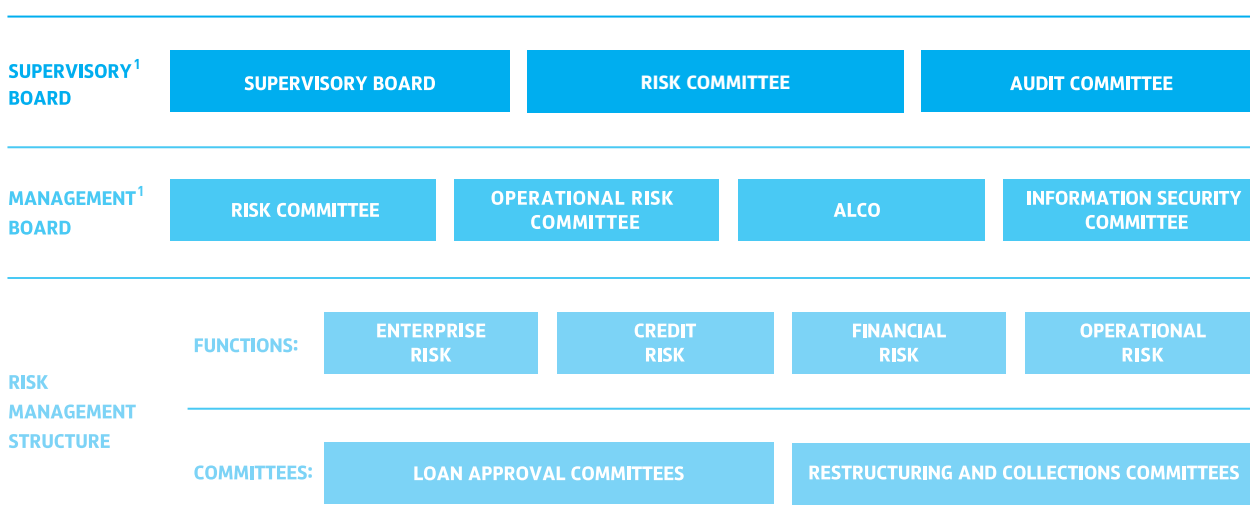 SUPERVISORY¹
BOARD
SUPERVISORY BOARD
RISK COMMITTEE
AUDIT COMMITTEE
MANAGEMENT¹
BOARD
RISK COMMITTEE
OPERATIONAL RISK
COMMITTEE
ALCO
INFORMATION SECURITY
COMMITTEE
RISK
MANAGEMENT
STRUCTURE
FUNCTIONS:
ENTERPRISE
RISK
CREDIT
RISK
FINANCIAL
RISK
OPERATIONAL
RISK
COMMITTEES:
LOAN APPROVAL COMMITTEES
RESTRUCTURING AND COLLECTIONS COMMITTEES